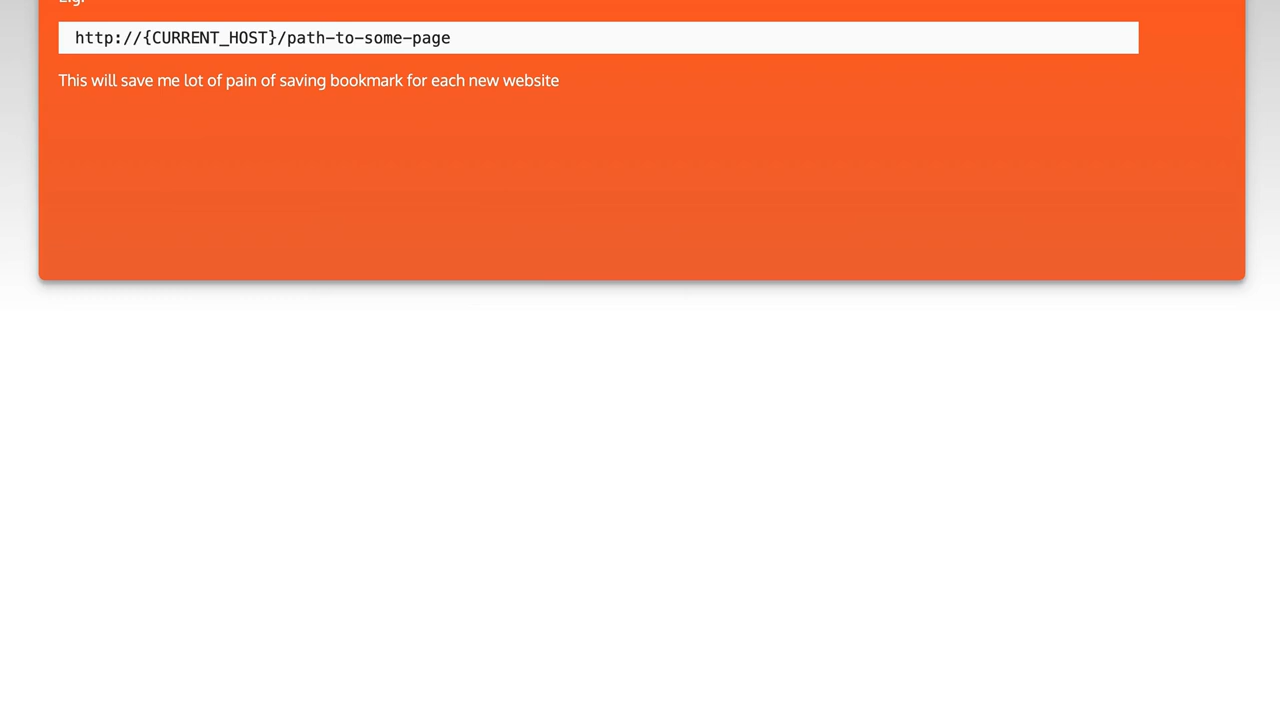 http://{CURRENT_HOST}/path-to-some-page
This will save me lot of pain of saving bookmark for each new website